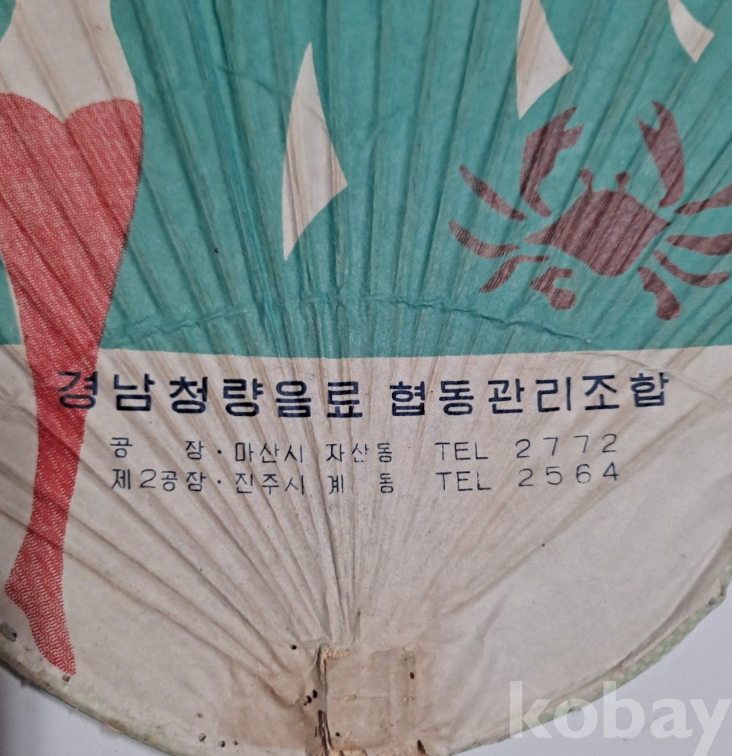 경남청량음료 협동관리조합
공 장·마산시 자산동 TEL 2772
제2공장·진주시 계 동 TEL 2564
kobay